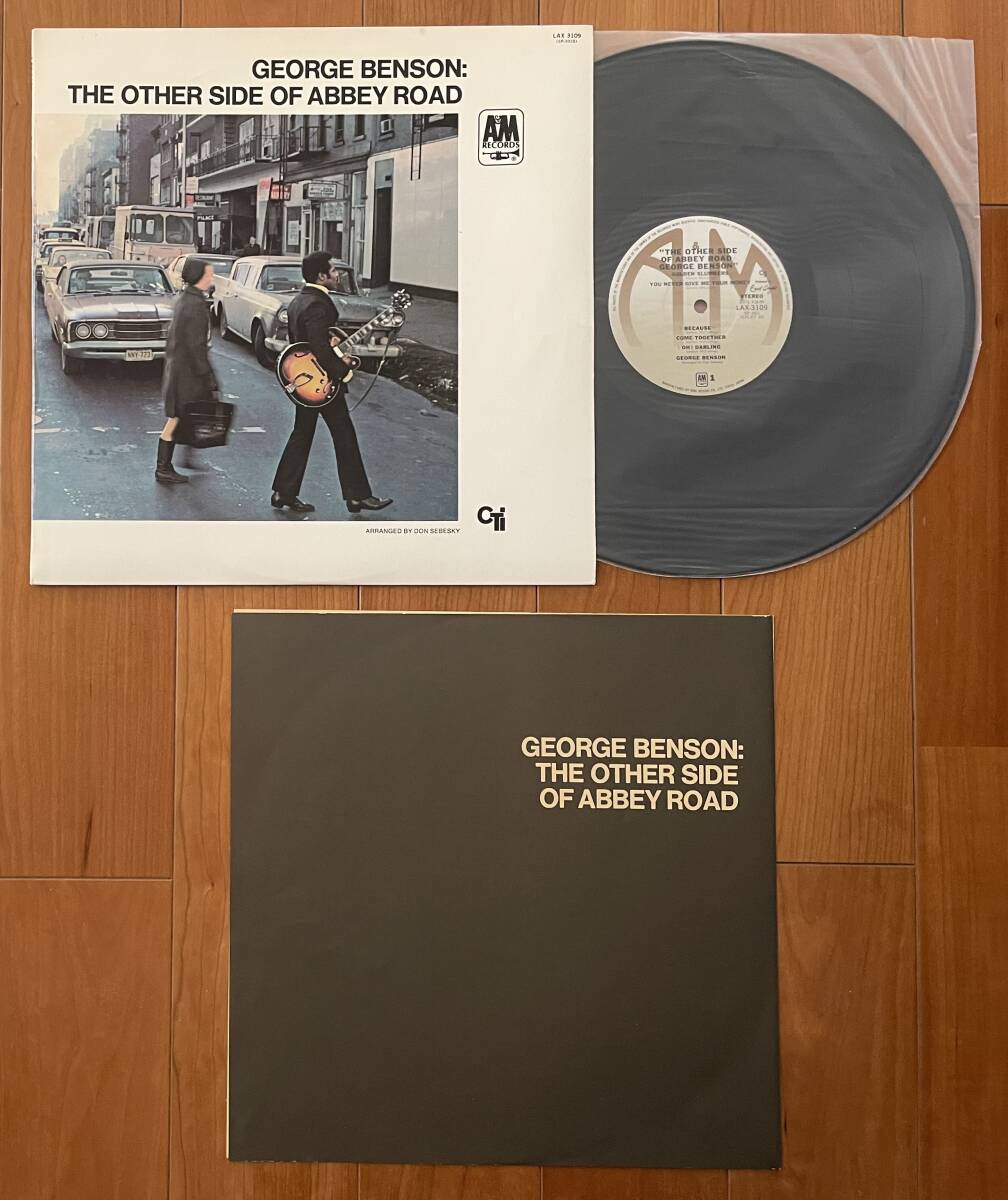 LAX 3109
GEORGE BENSON:
THE OTHER SIDE OF ABBEY ROAD
A&M
RECORDS
RESTAURANT
PALACE
NNY-723
CTi
ARRANGED BY DON SEBESKY
A&M
"THE OTHER SIDE
OF ABBEY ROAD
GEORGE BENSON"
GOLDEN SLUMBERS
YOU NEVER GIVE ME YOUR MONEY
STEREO
LAX-3109
BECAUSE
COME TOGETHER
OH! DARLING
GEORGE BENSON
A&M 1
GEORGE BENSON:
THE OTHER SIDE
OF ABBEY ROAD